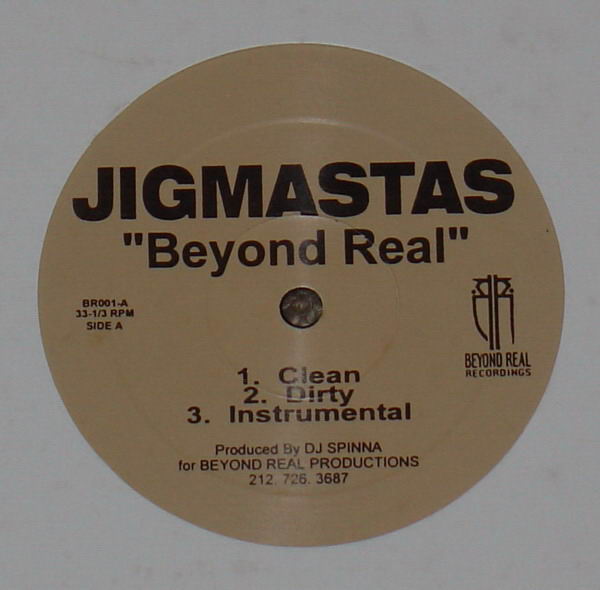 JIGMASTAS
"Beyond Real"
BR001-A
33-1/3 RPM
SIDE A
BEYOND REAL
RECORDINGS
1. Clean
2. Dirty
3. Instrumental
Produced By DJ SPINNA
for BEYOND REAL PRODUCTIONS
212. 726. 3687